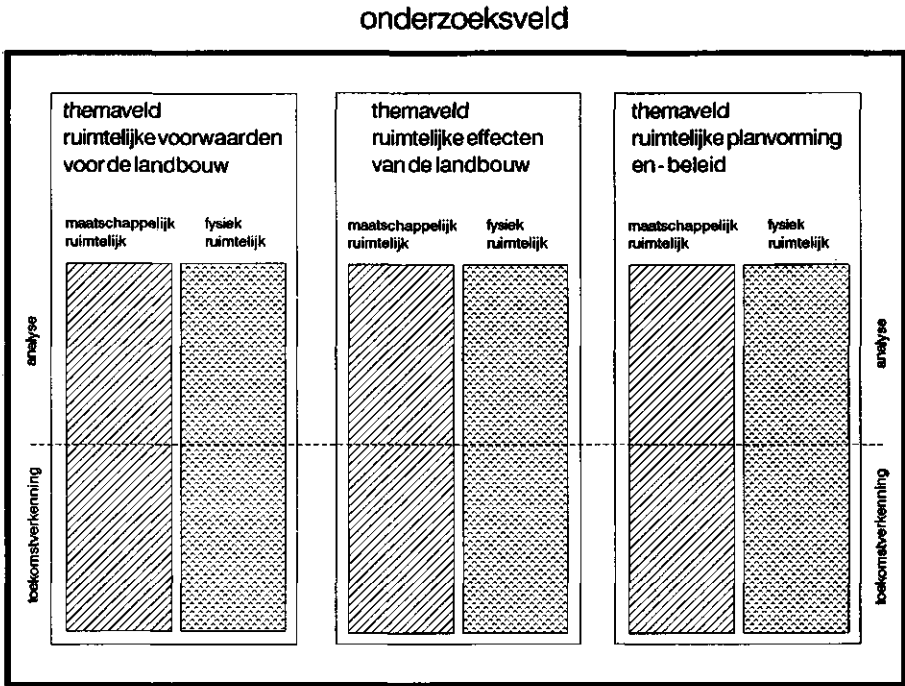 onderzoeksveld
themaveld
ruimtelijke voorwaarden
voor de landbouw
maatschappelijk
ruimtelijk
fysiek
ruimtelijk
themaveld
ruimtelijke effecten
van de landbouw
maatschappelijk
ruimtelijk
fysiek
ruimtelijk
themaveld
ruimtelijke planvorming
en - beleid
maatschappelijk
ruimtelijk
fysiek
ruimtelijk
analyse
toekomstverkenning
analyse
toekomstverkenning